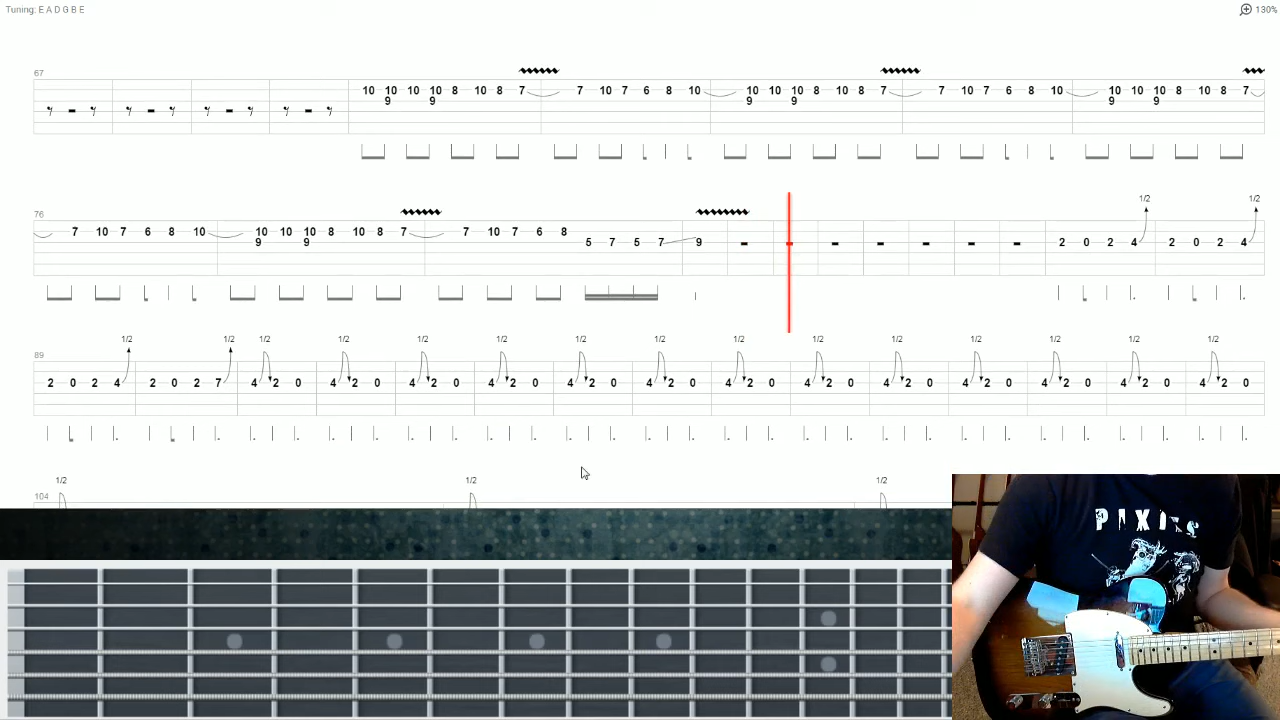 Tuning: E A D G B E
130%
67
10 10 10 10 8 10 8 7 7 10 7 6 8 10 10 10 10 8 10 8 7 7 10 7 6 8 10 10 10 10 8 10 8 7
9 9 9 9 9 9
1/2 1/2
76
7 10 7 6 8 10 10 10 10 8 10 8 7 7 10 7 6 8
9 9 5 7 5 7 9 2 0 2 4 2 0 2 4
1/2 1/2 1/2 1/2 1/2 1/2 1/2 1/2 1/2 1/2 1/2 1/2 1/2 1/2 1/2
89
2 0 2 4 2 0 2 7 4 2 0 4 2 0 4 2 0 4 2 0 4 2 0 4 2 0 4 2 0 4 2 0 4 2 0 4 2 0 4 2 0 4 2 0 4 2 0
1/2 1/2 1/2
104
PIXIES